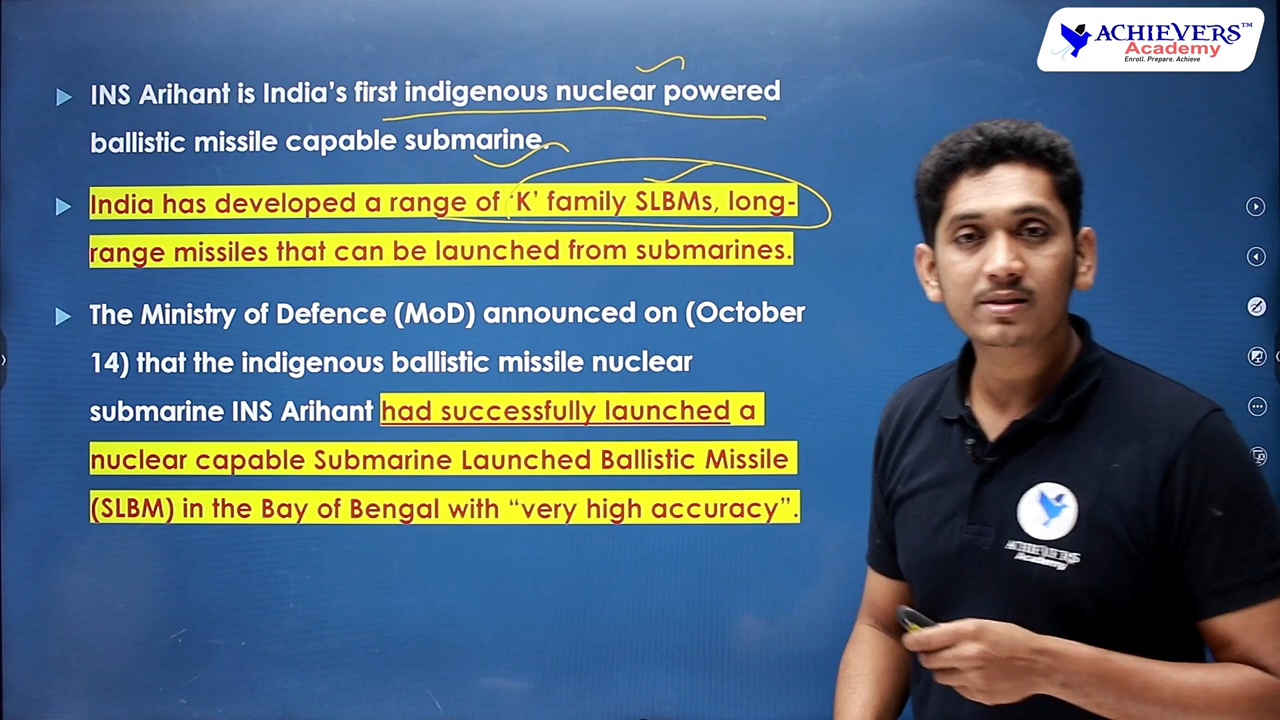 ACHIEVERS™
Academy
Enroll. Prepare. Achieve
INS Arihant is India’s first indigenous nuclear powered
ballistic missile capable submarine.
India has developed a range of ‘K’ family SLBMs, long-
range missiles that can be launched from submarines.
The Ministry of Defence (MoD) announced on (October
14) that the indigenous ballistic missile nuclear
submarine INS Arihant had successfully launched a
nuclear capable Submarine Launched Ballistic Missile
(SLBM) in the Bay of Bengal with “very high accuracy”.
ACHIEVERS
Academy